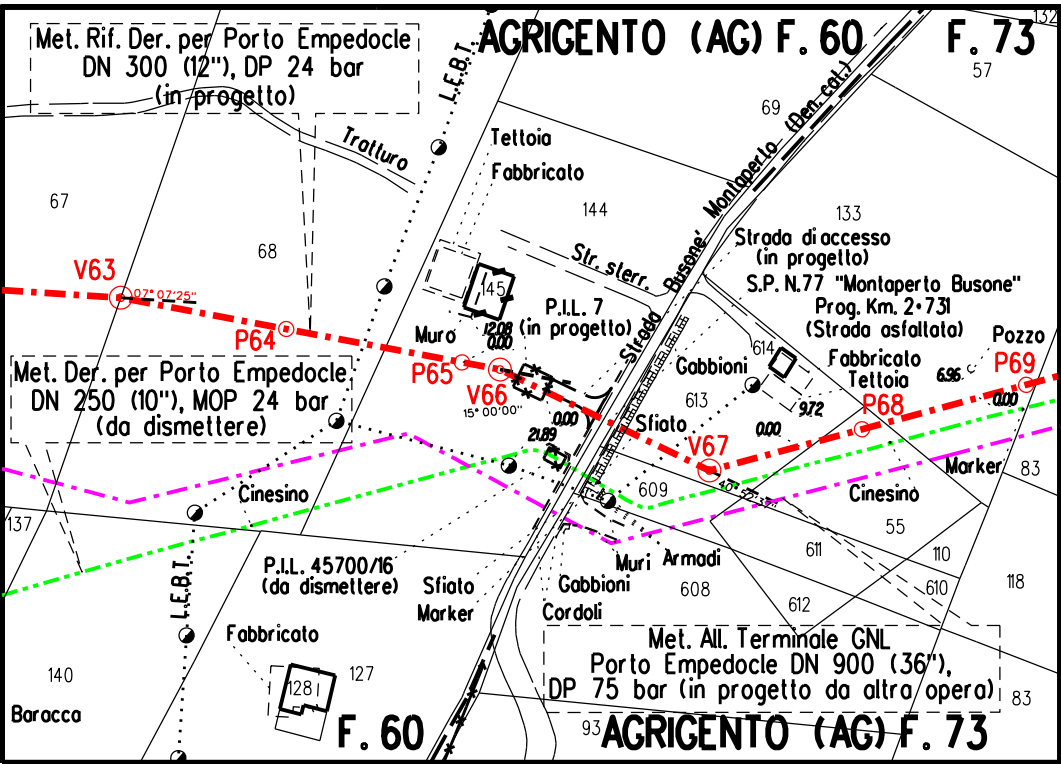 AGRIGENTO (AG) F. 60
F. 73
132
Met. Rif. Der. per Porto Empedocle
DN 300 (12"), DP 24 bar
(in progetto)
L.E.B.T.
57
69
Tratturo
Tettoia
Fabbricato
Strada Busone' Montaperto (Den. cat.)
67
68
144
133
Strada di accesso
(in progetto)
Str. sterr.
S.P. N.77 "Montaperto Busone"
Prog. Km. 2+731
(Strada asfaltata)
V63
07° 07'25"
145
P.I.L. 7
(in progetto)
12.08
0.00
Muro
P64
P65
V66
15° 00'00"
0.00
21.89
Gabbioni
614
613
Fabbricato
Tettoia
Pozzo
P69
6.96
0.00
9.72
0.00
P68
Met. Der. per Porto Empedocle
DN 250 (10"), MOP 24 bar
(da dismettere)
Sfiato
V67
Marker
83
Cinesino
609
Cinesino
137
55
611
110
610
118
P.I.L. 45700/16
(da dismettere)
L.E.B.T.
Sfiato
Marker
Muri
Armadi
Gabbioni
Cordoli
608
612
Fabbricato
Met. All. Terminale GNL
Porto Empedocle DN 900 (36"),
DP 75 bar (in progetto da altra opera)
140
128
127
83
Baracca
93
F. 60
AGRIGENTO (AG) F. 73